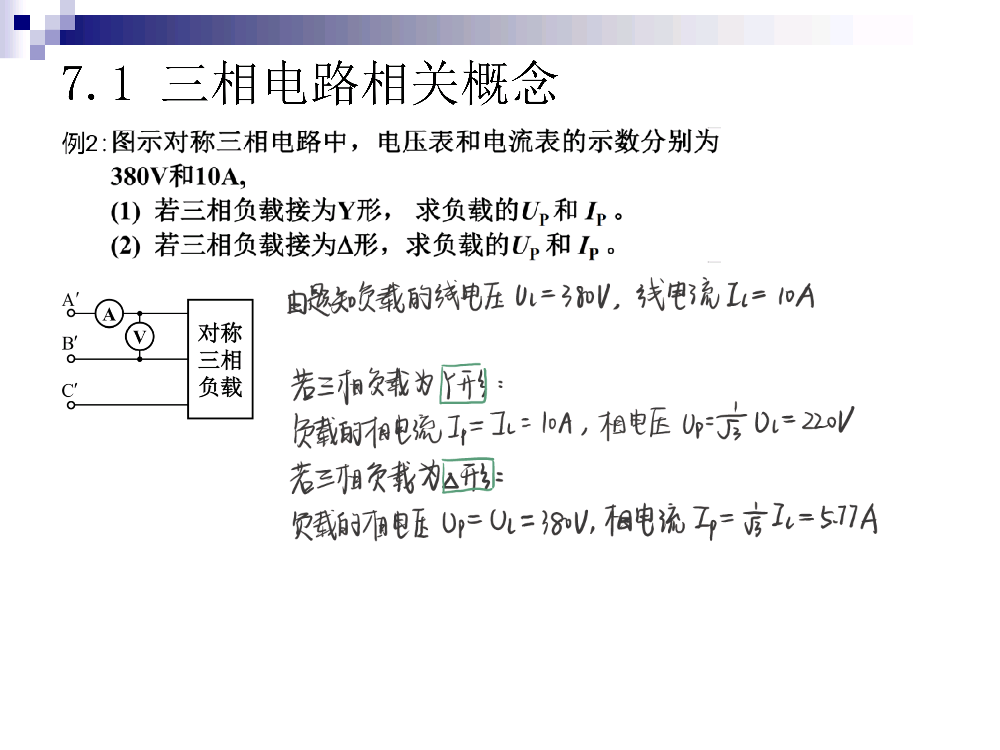 7.1 三相电路相关概念
例2:图示对称三相电路中，电压表和电流表的示数分别为
380V和10A,
(1) 若三相负载接为Y形， 求负载的U_P 和 I_P 。
(2) 若三相负载接为Δ形，求负载的U_P 和 I_P 。
A′
A
V
B′
C′
对称
三相
负载
由题知负载的线电压 U_L = 380V, 线电流 I_L = 10A
若三相负载为Y形：
负载的相电流 I_P = I_L = 10A, 相电压 U_P = 1/√3 U_L = 220V
若三相负载为△形：
负载的相电压 U_P = U_L = 380V, 相电流 I_P = 1/√3 I_L = 5.77A